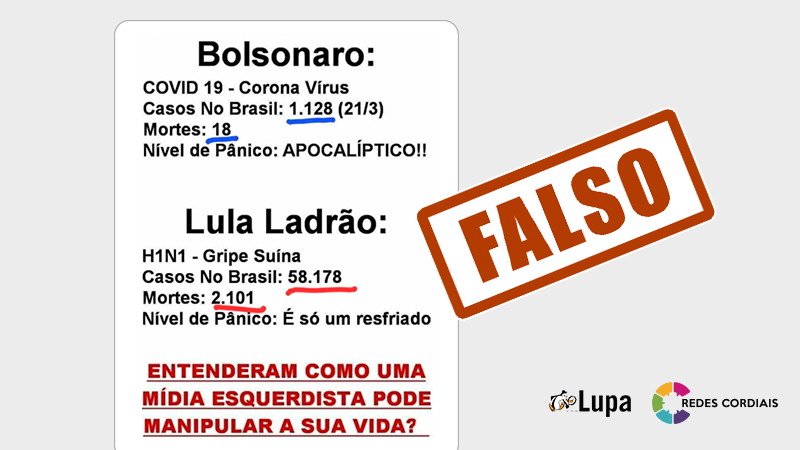 Bolsonaro:
COVID 19 - Corona Vírus
Casos No Brasil: 1.128 (21/3)
Mortes: 18
Nível de Pânico: APOCALÍPTICO!!
Lula Ladrão:
H1N1 - Gripe Suína
Casos No Brasil: 58.178
Mortes: 2.101
Nível de Pânico: É só um resfriado
ENTENDERAM COMO UMA
MÍDIA ESQUERDISTA PODE
MANIPULAR A SUA VIDA?
FALSO
Lupa
REDES CORDIAIS